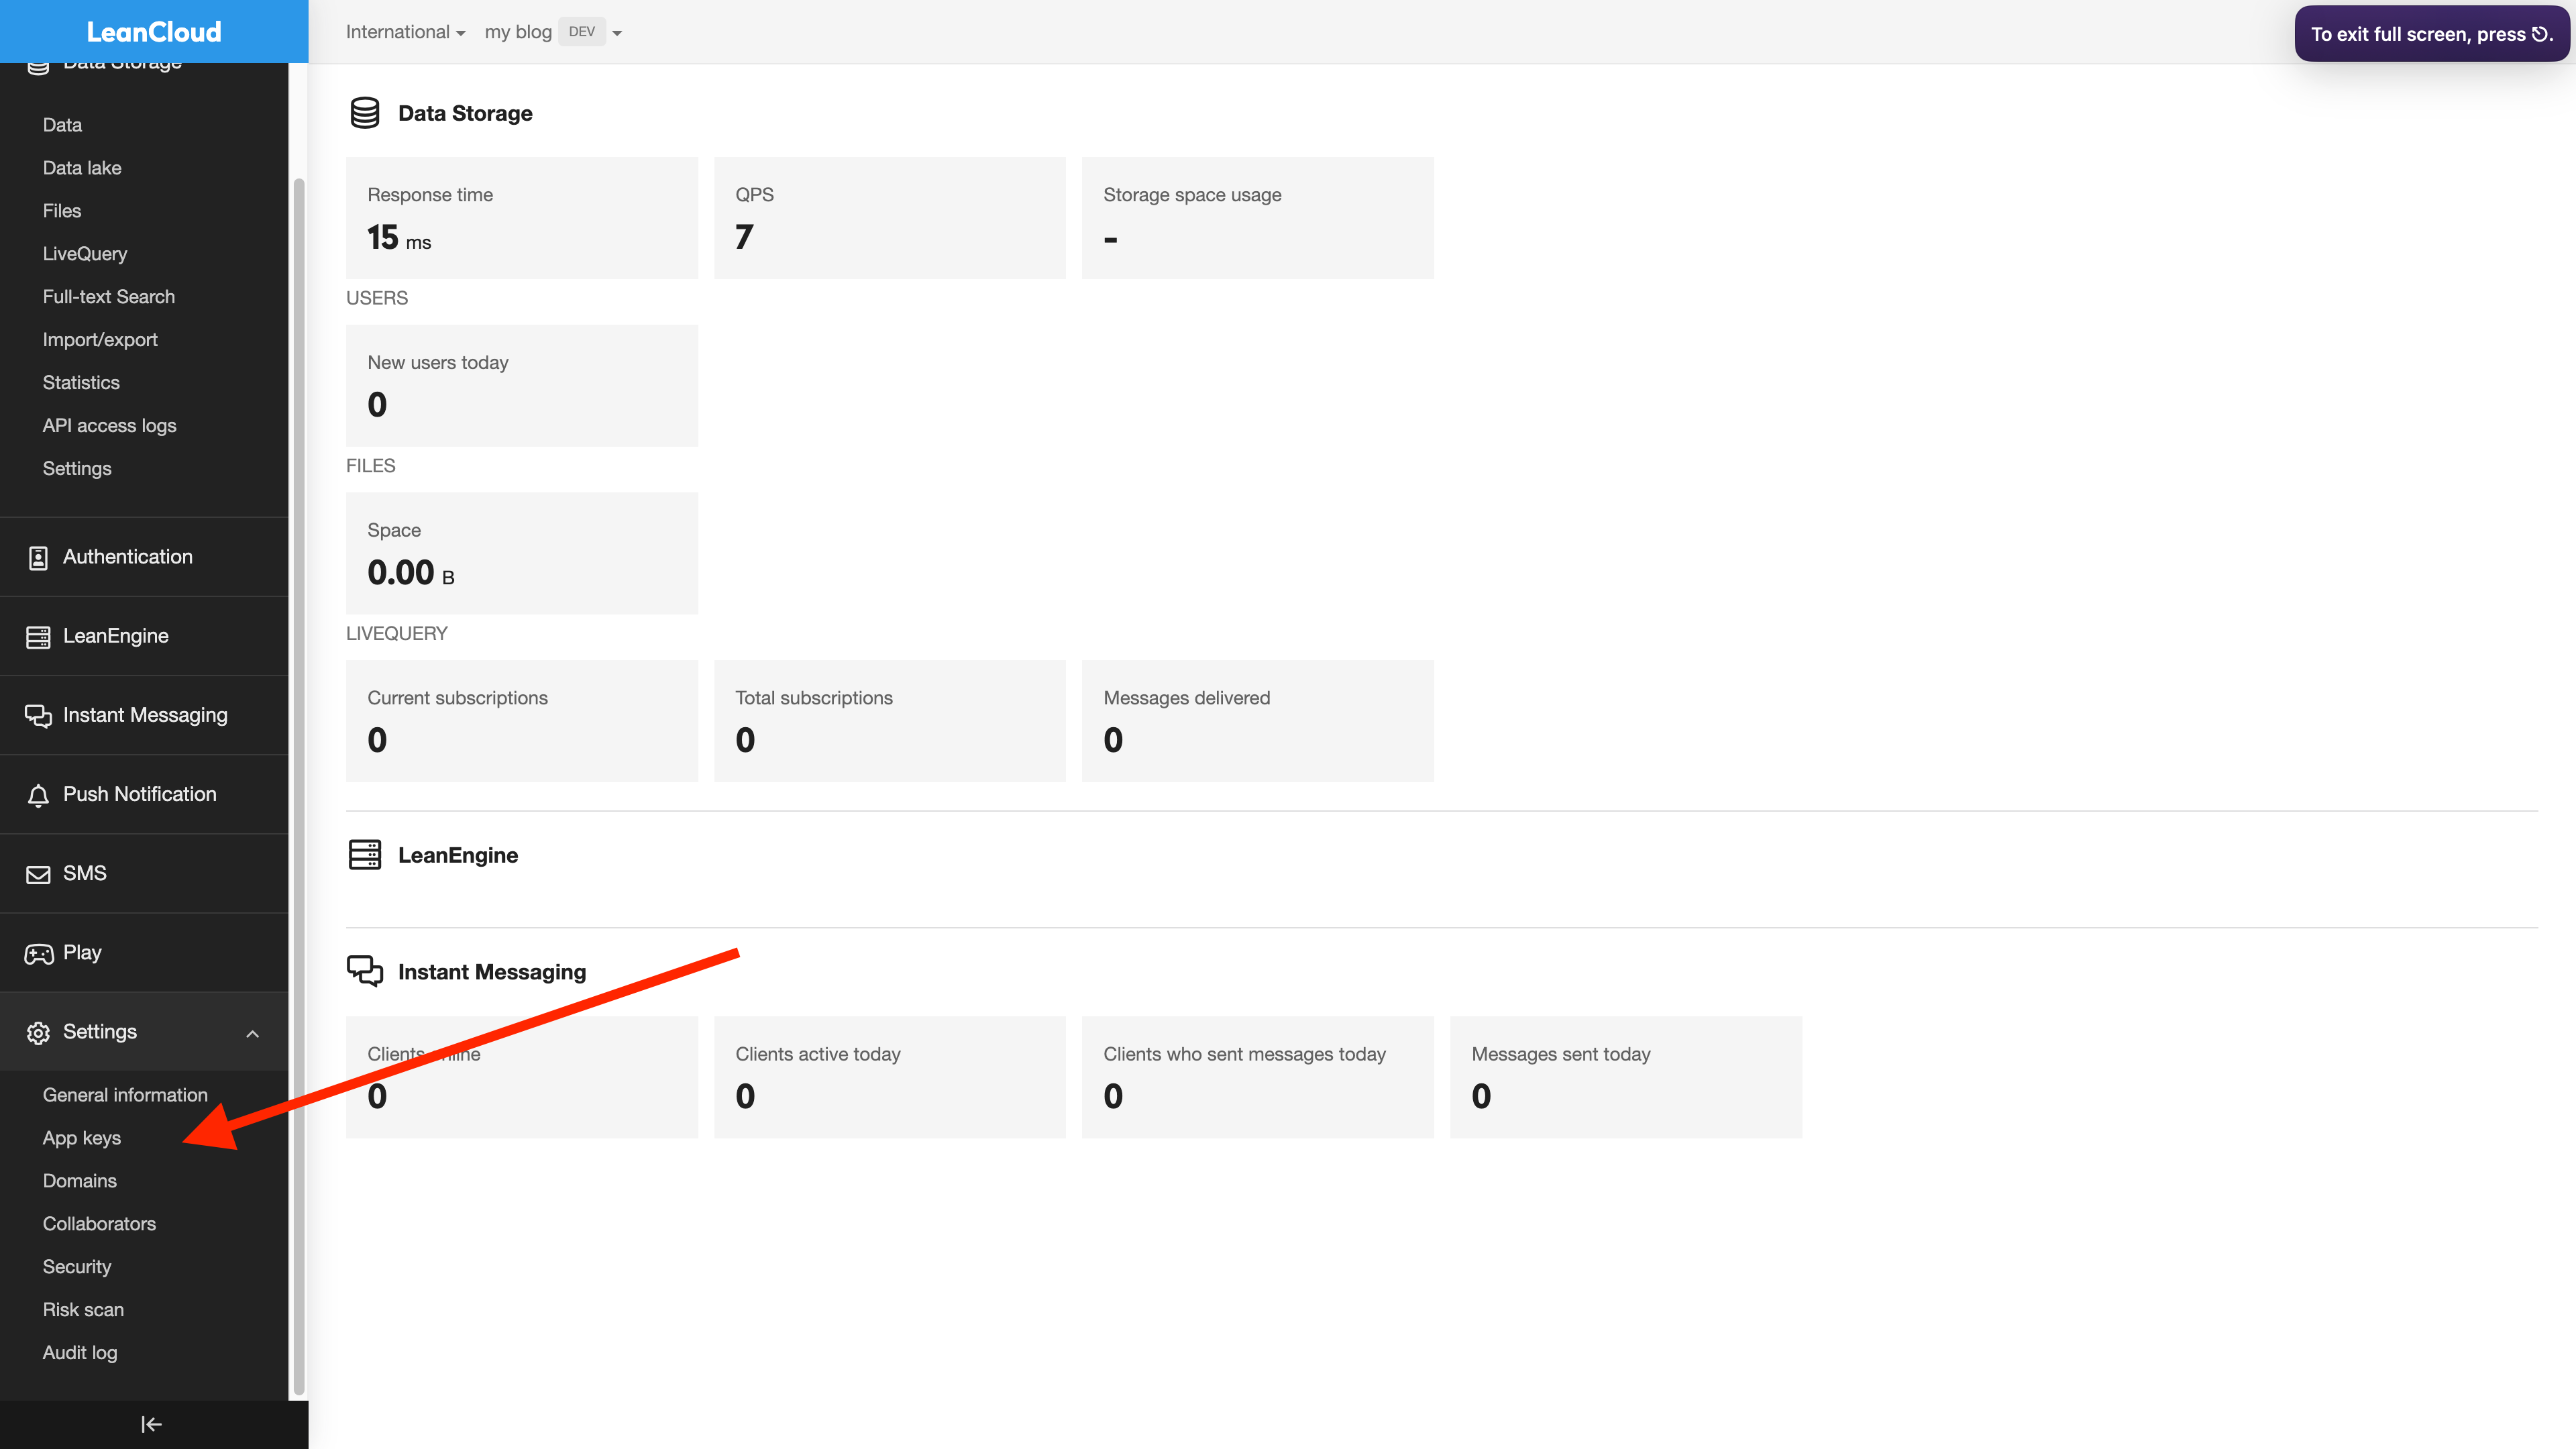 LeanCloud
International
my blog DEV
To exit full screen, press
Data Storage
Data
Data lake
Files
LiveQuery
Full-text Search
Import/export
Statistics
API access logs
Settings
Authentication
LeanEngine
Instant Messaging
Push Notification
SMS
Play
Settings
General information
App keys
Domains
Collaborators
Security
Risk scan
Audit log
Data Storage
Response time
15 ms
QPS
7
Storage space usage
-
USERS
New users today
0
FILES
Space
0.00 B
LIVEQUERY
Current subscriptions
0
Total subscriptions
0
Messages delivered
0
LeanEngine
Instant Messaging
Clients online
0
Clients active today
0
Clients who sent messages today
0
Messages sent today
0